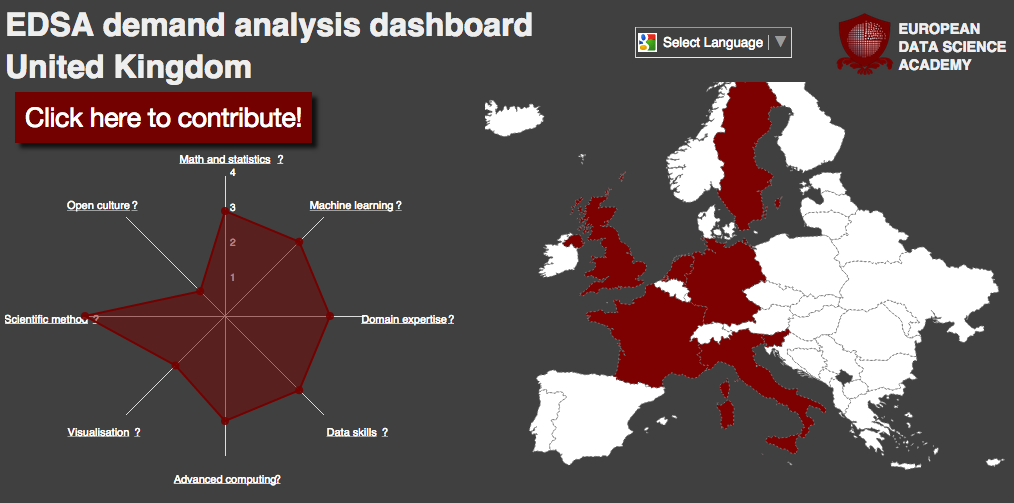 EDSA demand analysis dashboard
United Kingdom
Select Language
EUROPEAN
DATA SCIENCE
ACADEMY
Click here to contribute!
Math and statistics ?
4
Open culture ?
3
Machine learning ?
2
1
Scientific method ?
Domain expertise ?
Visualisation ?
Data skills ?
Advanced computing?